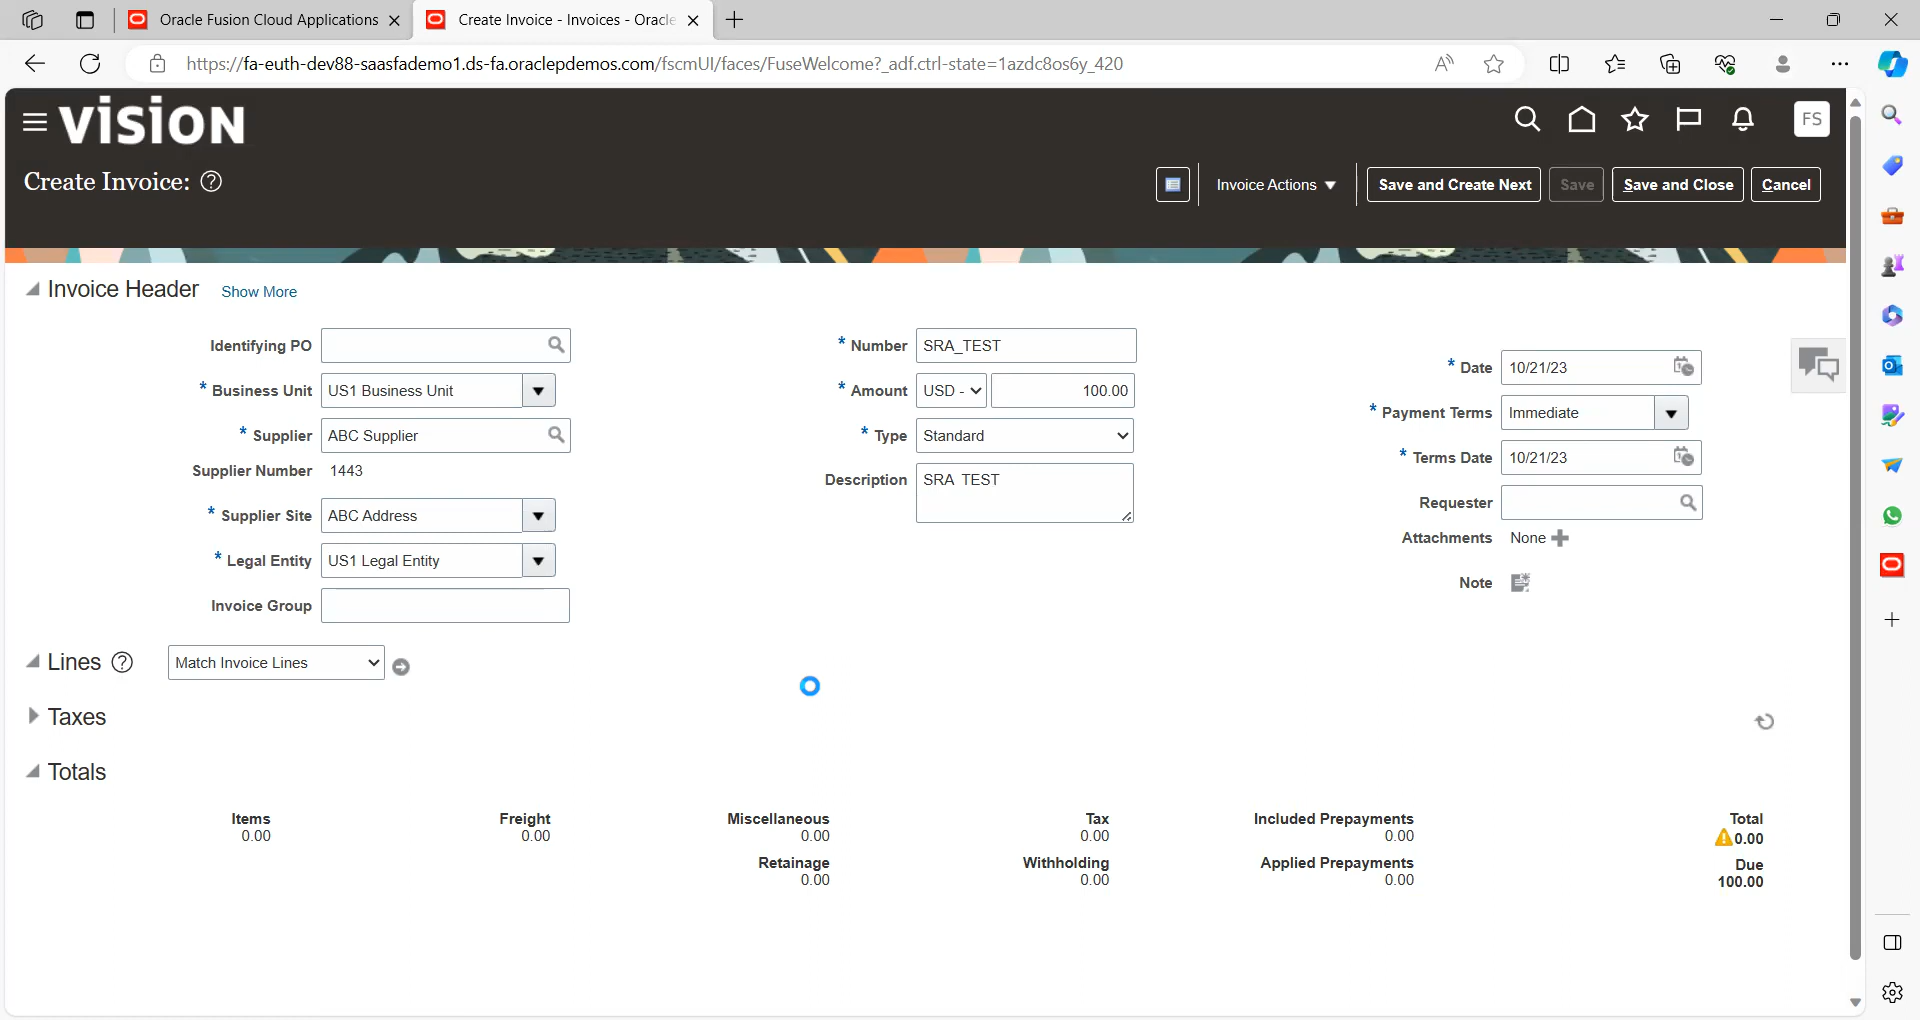 Oracle Fusion Cloud Applications
Create Invoice - Invoices - Oracle
https://fa-euth-dev88-saasfademo1.ds-fa.oraclepdemos.com/fscmUI/faces/FuseWelcome?_adf.ctrl-state=1azdc8os6y_420
VISION
FS
Create Invoice:
Invoice Actions
Save and Create Next
Save
Save and Close
Cancel
Invoice Header
Show More
Identifying PO
* Business Unit US1 Business Unit
* Supplier ABC Supplier
Supplier Number 1443
* Supplier Site ABC Address
* Legal Entity US1 Legal Entity
Invoice Group
* Number SRA_TEST
* Amount USD - 100.00
* Type Standard
Description SRA TEST
* Date 10/21/23
* Payment Terms Immediate
* Terms Date 10/21/23
Requester
Attachments None
Note
Lines
Match Invoice Lines
Taxes
Totals
Items
0.00
Freight
0.00
Miscellaneous
0.00
Retainage
0.00
Tax
0.00
Withholding
0.00
Included Prepayments
0.00
Applied Prepayments
0.00
Total
0.00
Due
100.00